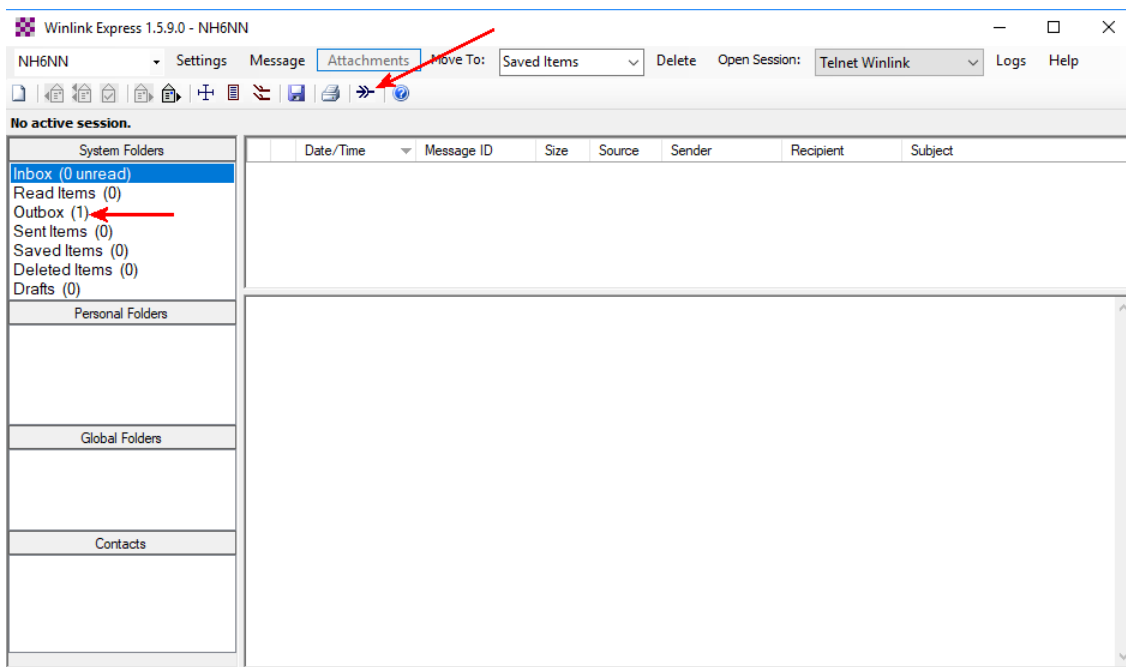 Winlink Express 1.5.9.0 - NH6NN
NH6NN Settings Message Attachments Move To: Saved Items Delete Open Session: Telnet Winlink Logs Help
No active session.
System Folders
Date/Time Message ID Size Source Sender Recipient Subject
Inbox (0 unread)
Read Items (0)
Outbox (1)
Sent Items (0)
Saved Items (0)
Deleted Items (0)
Drafts (0)
Personal Folders
Global Folders
Contacts